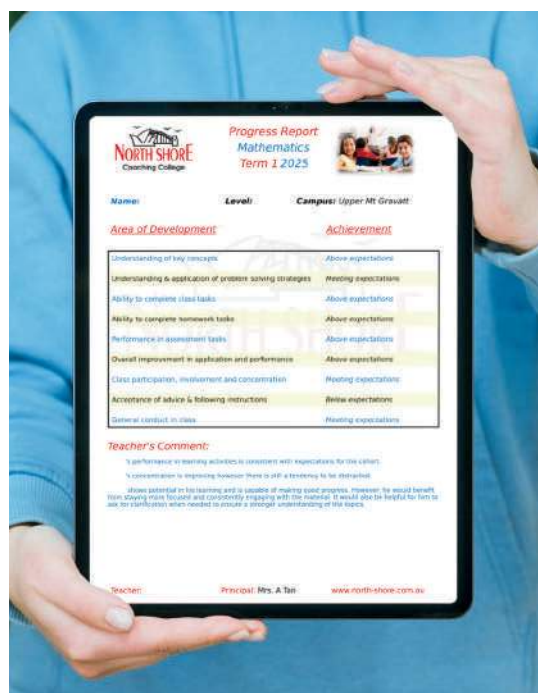 NORTH SHORE
Coaching College
Progress Report
Mathematics
Term 1 2025
Name: Level: Campus: Upper Mt Gravatt
Area of Development Achievement
Understanding of key concepts Above expectations
Understanding & application of problem solving strategies Meeting expectations
Ability to complete class tasks Above expectations
Ability to complete homework tasks Above expectations
Performance in assessment tasks Above expectations
Overall improvement in application and performance Above expectations
Class participation, involvement and concentration Meeting expectations
Acceptance of advice & following instructions Below expectations
General conduct in class Meeting expectations
Teacher's Comment:
's performance in learning activities is consistent with expectations for the cohort.
's concentration is improving however there is still a tendency to be distracted.
shows potential in his learning and is capable of making good progress. However, he would benefit
from staying more focused and consistently engaging with the material. It would also be helpful for him to
ask for clarification when needed to ensure a stronger understanding of the topics.
Teacher: Principal: Mrs. A Tan www.north-shore.com.au